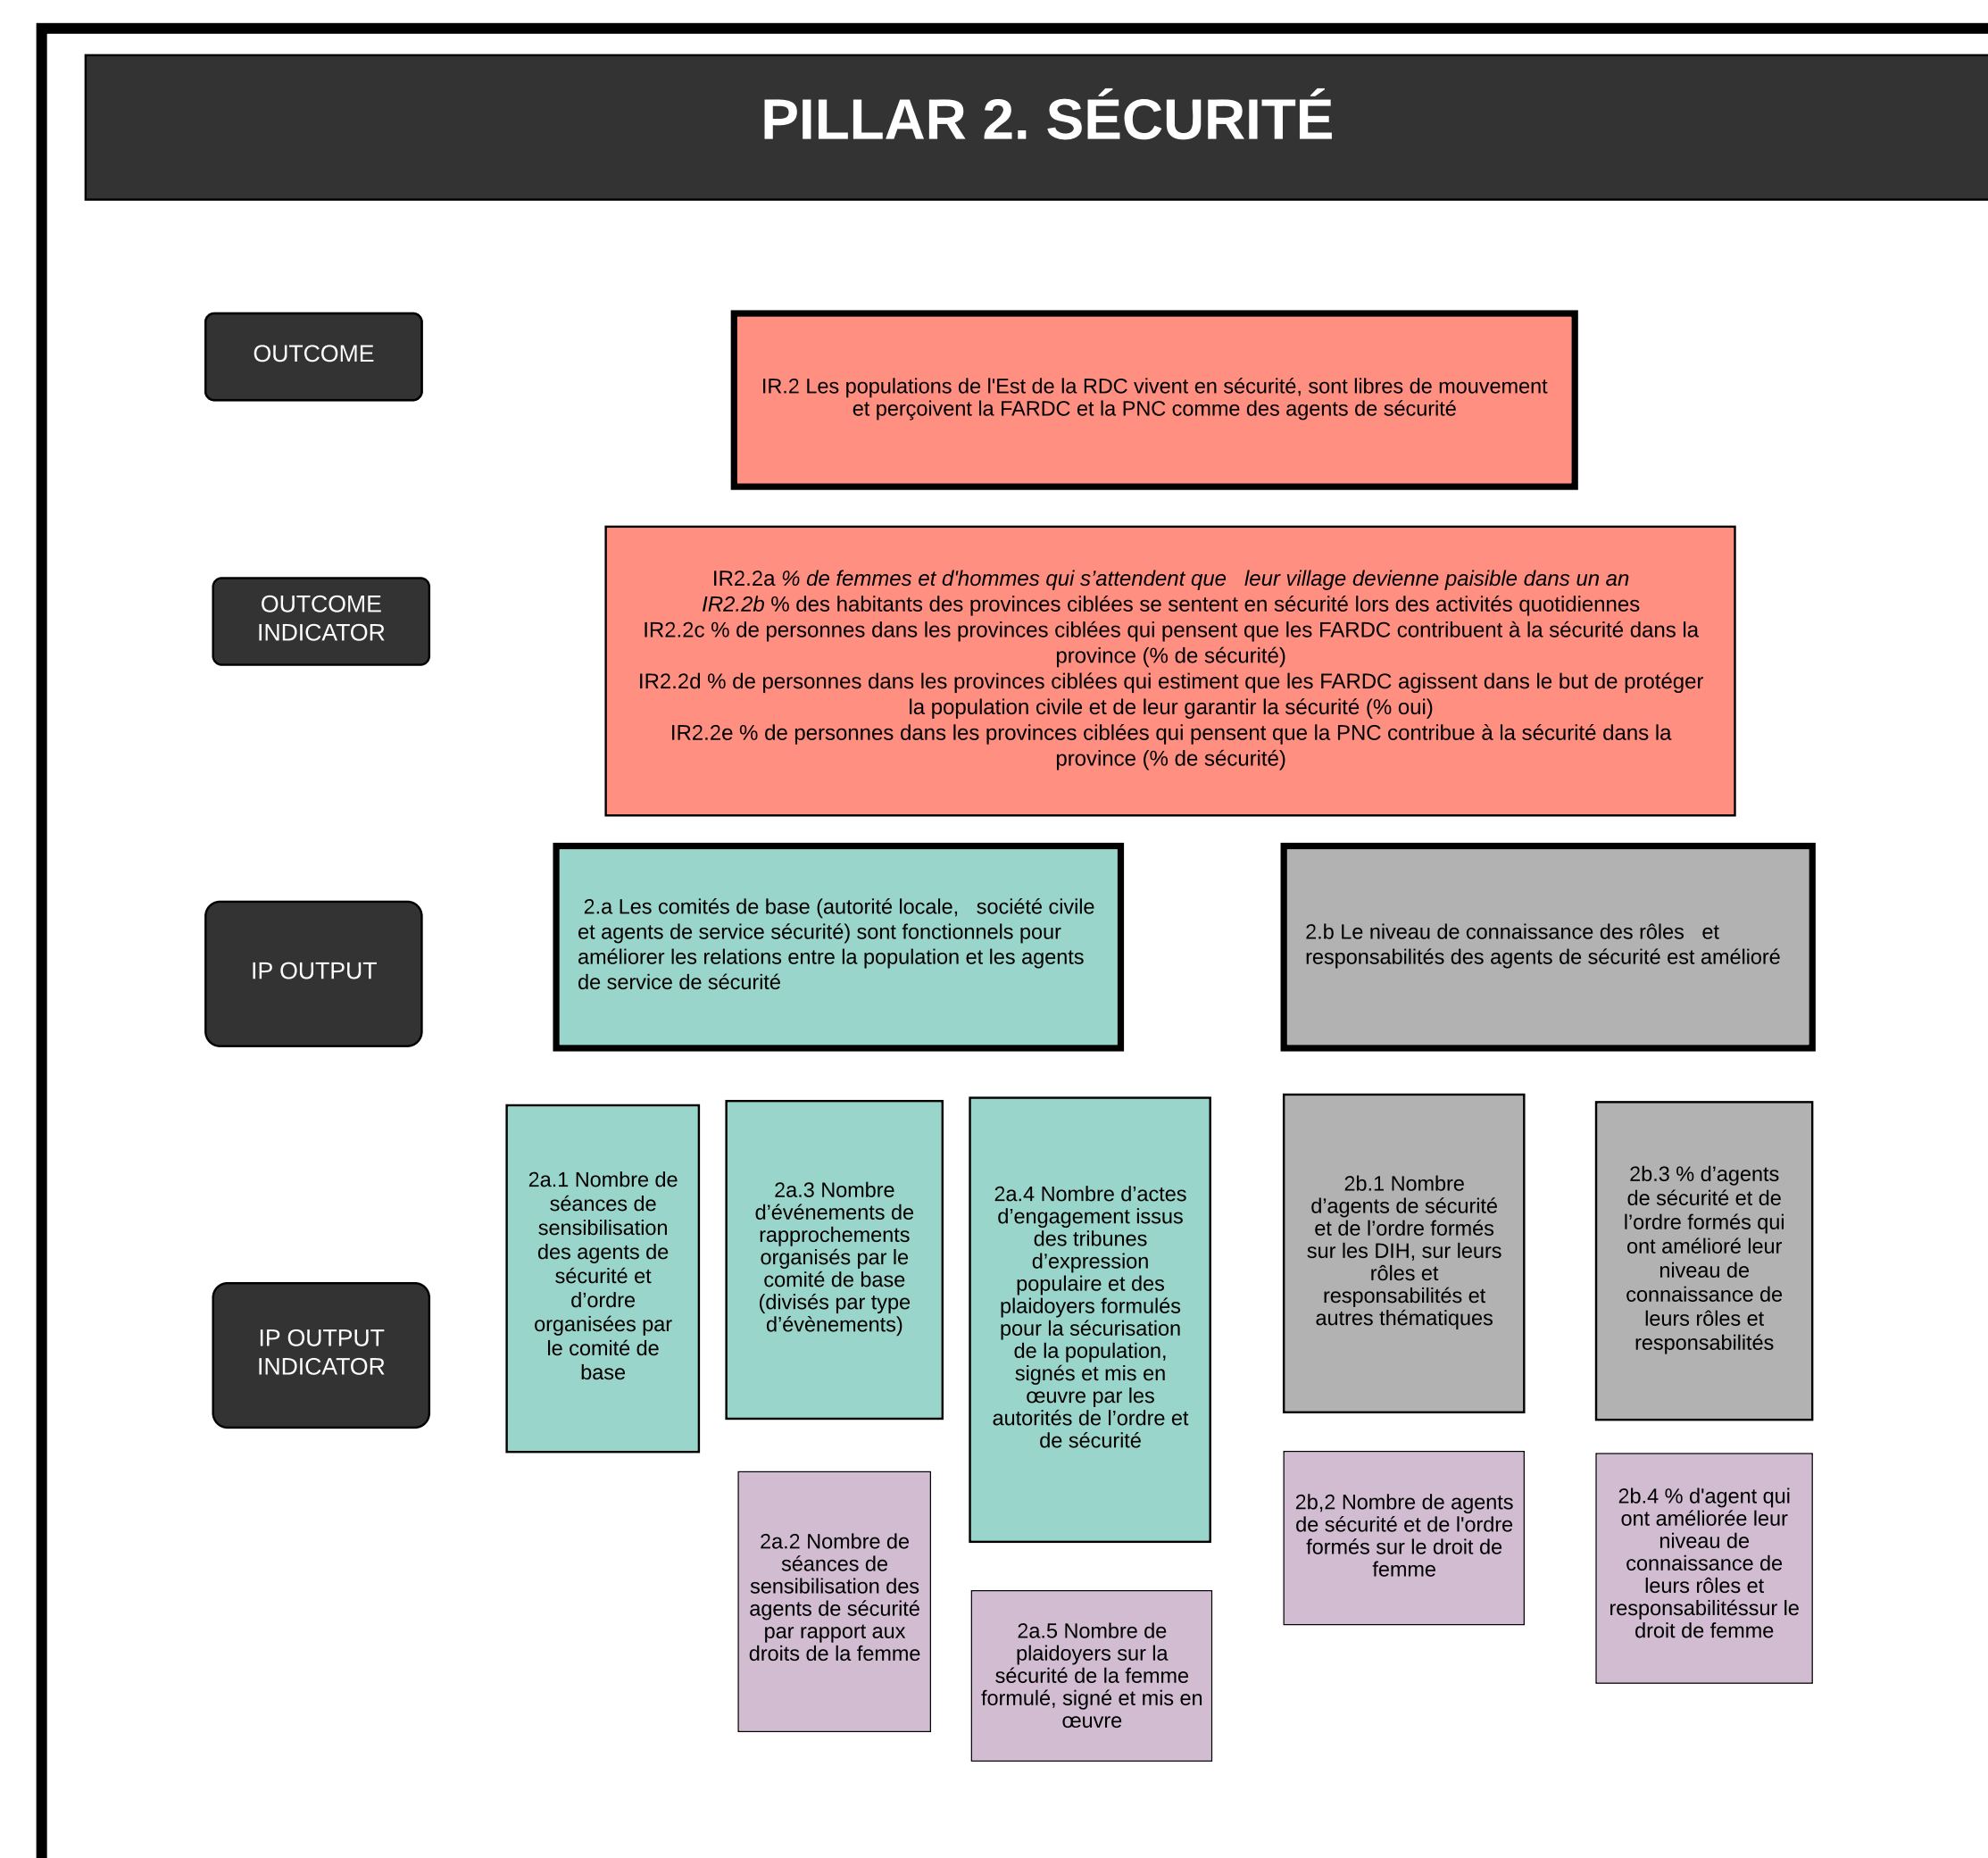 PILLAR 2. SÉCURITÉ
OUTCOME
IR.2 Les populations de l'Est de la RDC vivent en sécurité, sont libres de mouvement
et perçoivent la FARDC et la PNC comme des agents de sécurité
OUTCOME
INDICATOR
IR2.2a % de femmes et d'hommes qui s’attendent que   leur village devienne paisible dans un an
IR2.2b % des habitants des provinces ciblées se sentent en sécurité lors des activités quotidiennes
IR2.2c % de personnes dans les provinces ciblées qui pensent que les FARDC contribuent à la sécurité dans la
province (% de sécurité)
IR2.2d % de personnes dans les provinces ciblées qui estiment que les FARDC agissent dans le but de protéger
la population civile et de leur garantir la sécurité (% oui)
IR2.2e % de personnes dans les provinces ciblées qui pensent que la PNC contribue à la sécurité dans la
province (% de sécurité)
IP OUTPUT
2.a Les comités de base (autorité locale,   société civile
et agents de service sécurité) sont fonctionnels pour
améliorer les relations entre la population et les agents
de service de sécurité
2.b Le niveau de connaissance des rôles   et
responsabilités des agents de sécurité est amélioré
IP OUTPUT
INDICATOR
2a.1 Nombre de
séances de
sensibilisation
des agents de
sécurité et
d’ordre
organisées par
le comité de
base
2a.3 Nombre
d’événements de
rapprochements
organisés par le
comité de base
(divisés par type
d’évènements)
2a.4 Nombre d’actes
d’engagement issus
des tribunes
d’expression
populaire et des
plaidoyers formulés
pour la sécurisation
de la population,
signés et mis en
œuvre par les
autorités de l’ordre et
de sécurité
2b.1 Nombre
d’agents de sécurité
et de l’ordre formés
sur les DIH, sur leurs
rôles et
responsabilités et
autres thématiques
2b.3 % d’agents
de sécurité et de
l’ordre formés qui
ont amélioré leur
niveau de
connaissance de
leurs rôles et
responsabilités
2a.2 Nombre de
séances de
sensibilisation des
agents de sécurité
par rapport aux
droits de la femme
2a.5 Nombre de
plaidoyers sur la
sécurité de la femme
formulé, signé et mis en
œuvre
2b,2 Nombre de agents
de sécurité et de l'ordre
formés sur le droit de
femme
2b.4 % d'agent qui
ont améliorée leur
niveau de
connaissance de
leurs rôles et
responsabilitéssur le
droit de femme